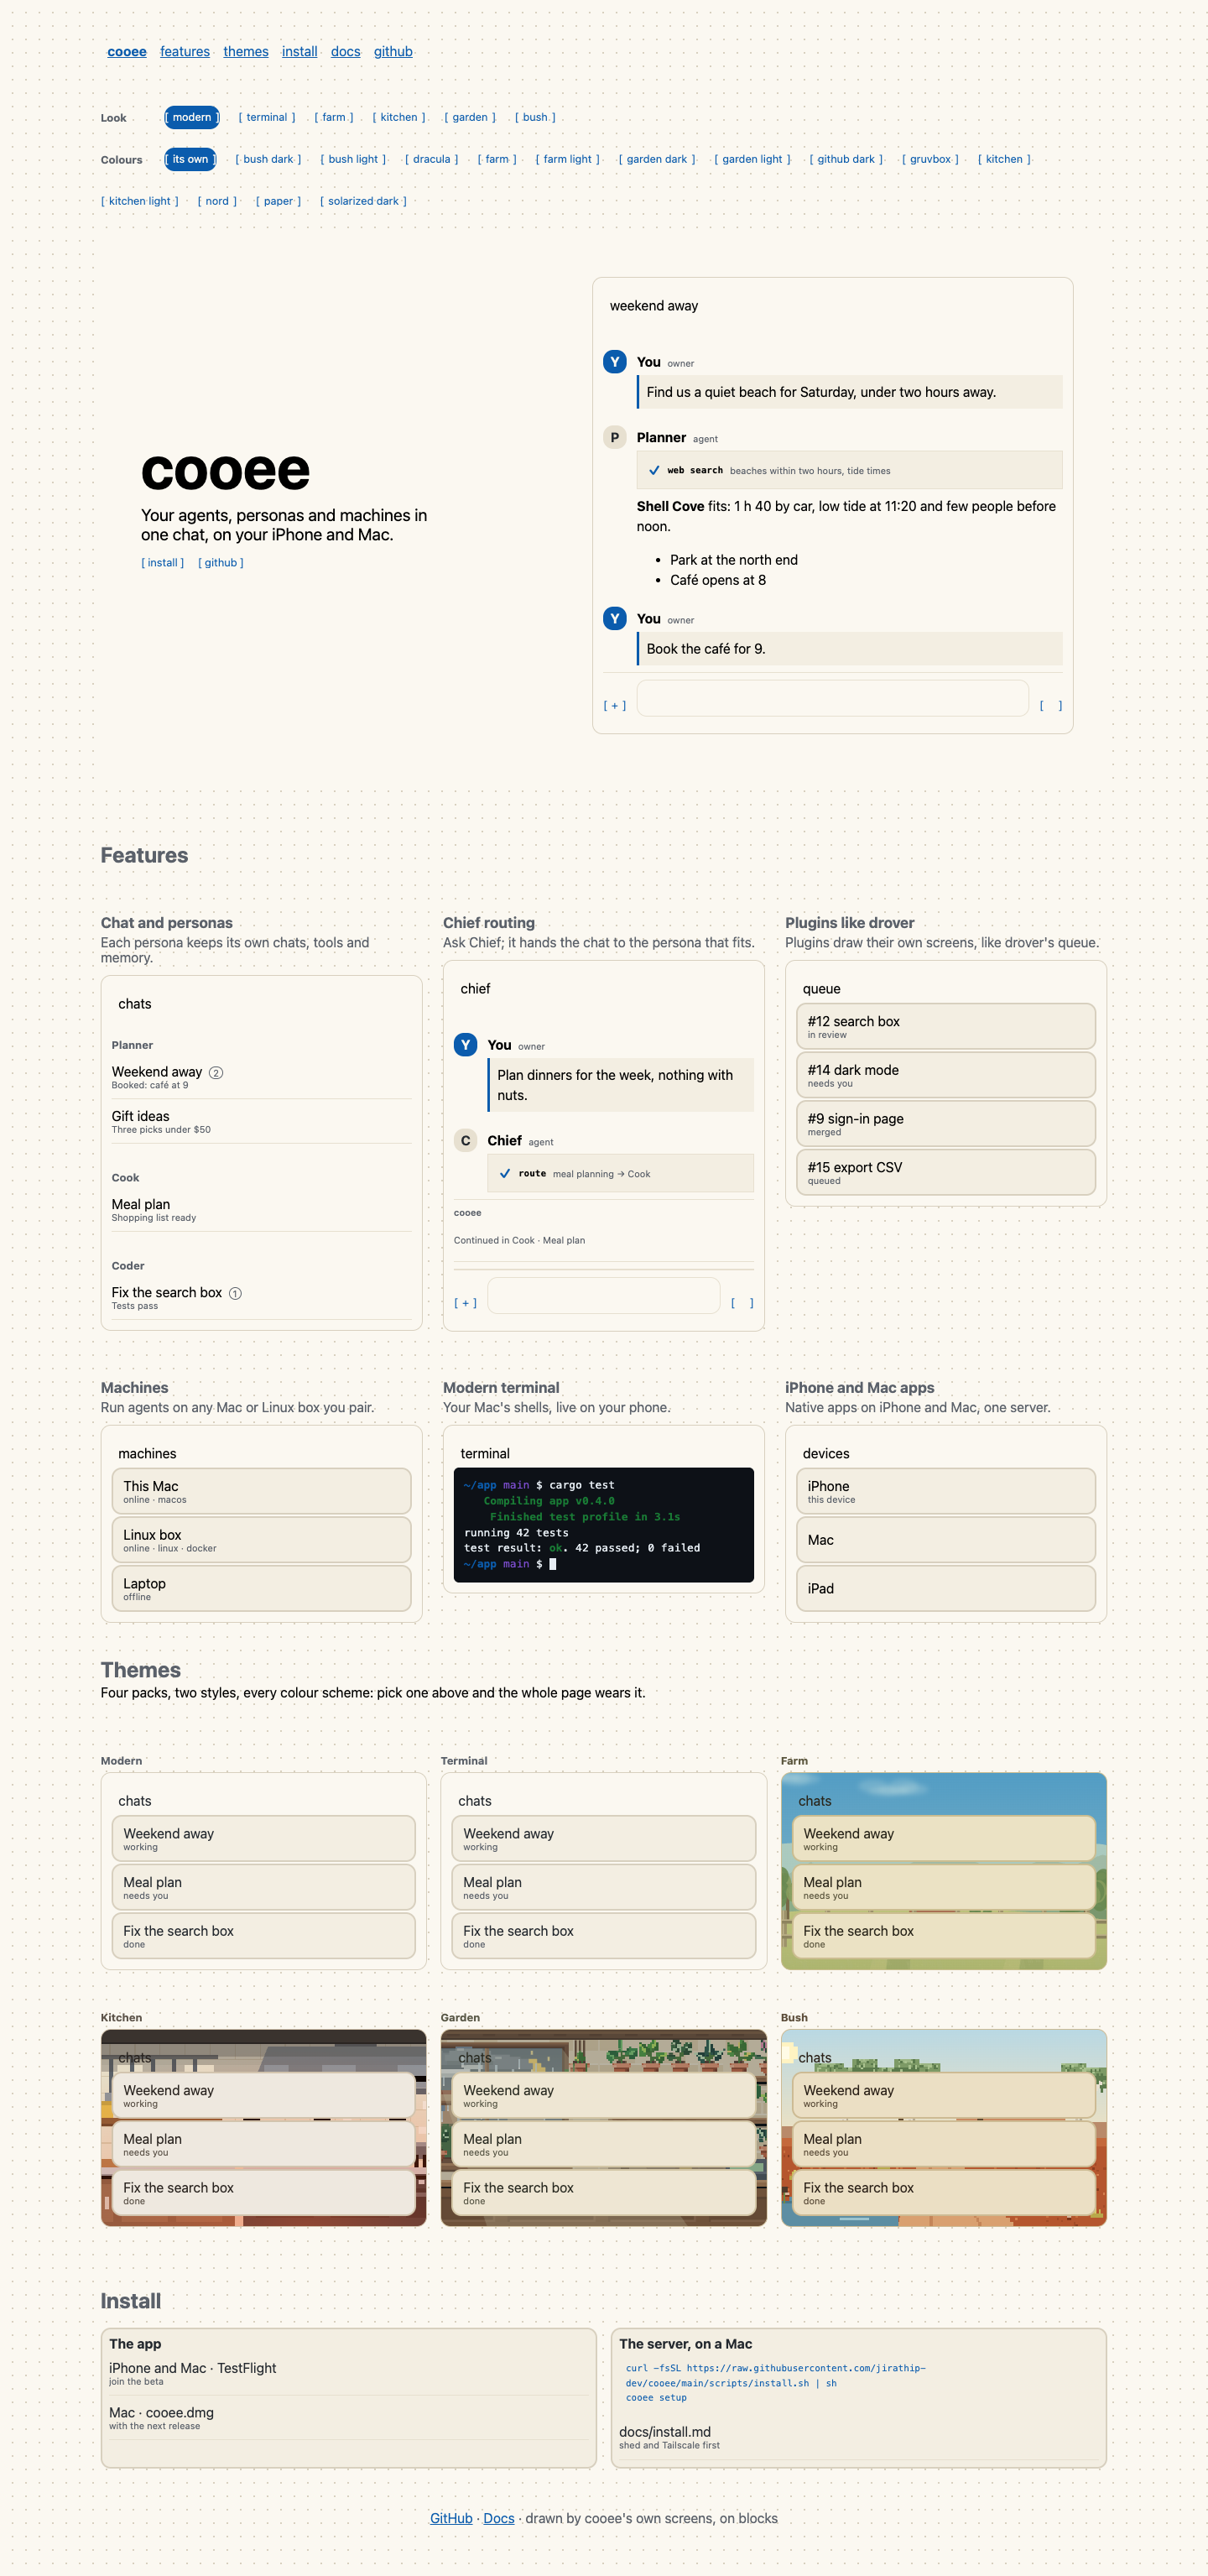 cooee features themes install docs github
Look [ modern ] [ terminal ] [ farm ] [ kitchen ] [ garden ] [ bush ]
Colours [ its own ] [ bush dark ] [ bush light ] [ dracula ] [ farm ] [ farm light ] [ garden dark ] [ garden light ] [ github dark ] [ gruvbox ] [ kitchen ]
[ kitchen light ] [ nord ] [ paper ] [ solarized dark ]
cooee
Your agents, personas and machines in
one chat, on your iPhone and Mac.
[ install ] [ github ]
weekend away
Y You owner
Find us a quiet beach for Saturday, under two hours away.
P Planner agent
✓ web search beaches within two hours, tide times
Shell Cove fits: 1 h 40 by car, low tide at 11:20 and few people before
noon.
• Park at the north end
• Café opens at 8
Y You owner
Book the café for 9.
[ + ] [ ]
Features
Chat and personas
Each persona keeps its own chats, tools and
memory.
chats
Planner
Weekend away 2
Booked: café at 9
Gift ideas
Three picks under $50
Cook
Meal plan
Shopping list ready
Coder
Fix the search box 1
Tests pass
Chief routing
Ask Chief; it hands the chat to the persona that fits.
chief
Y You owner
Plan dinners for the week, nothing with
nuts.
C Chief agent
✓ route meal planning → Cook
cooee
Continued in Cook · Meal plan
[ + ] [ ]
Plugins like drover
Plugins draw their own screens, like drover's queue.
queue
#12 search box
in review
#14 dark mode
needs you
#9 sign-in page
merged
#15 export CSV
queued
Machines
Run agents on any Mac or Linux box you pair.
machines
This Mac
online · macos
Linux box
online · linux · docker
Laptop
offline
Modern terminal
Your Mac's shells, live on your phone.
terminal
~/app main $ cargo test
Compiling app v0.4.0
Finished test profile in 3.1s
running 42 tests
test result: ok. 42 passed; 0 failed
~/app main $
iPhone and Mac apps
Native apps on iPhone and Mac, one server.
devices
iPhone
this device
Mac
iPad
Themes
Four packs, two styles, every colour scheme: pick one above and the whole page wears it.
Modern
chats
Weekend away
working
Meal plan
needs you
Fix the search box
done
Terminal
chats
Weekend away
working
Meal plan
needs you
Fix the search box
done
Farm
chats
Weekend away
working
Meal plan
needs you
Fix the search box
done
Kitchen
chats
Weekend away
working
Meal plan
needs you
Fix the search box
done
Garden
chats
Weekend away
working
Meal plan
needs you
Fix the search box
done
Bush
chats
Weekend away
working
Meal plan
needs you
Fix the search box
done
Install
The app
iPhone and Mac · TestFlight
join the beta
Mac · cooee.dmg
with the next release
The server, on a Mac
curl -fsSL https://raw.githubusercontent.com/jirathip-
dev/cooee/main/scripts/install.sh | sh
cooee setup
docs/install.md
shed and Tailscale first
GitHub · Docs · drawn by cooee's own screens, on blocks